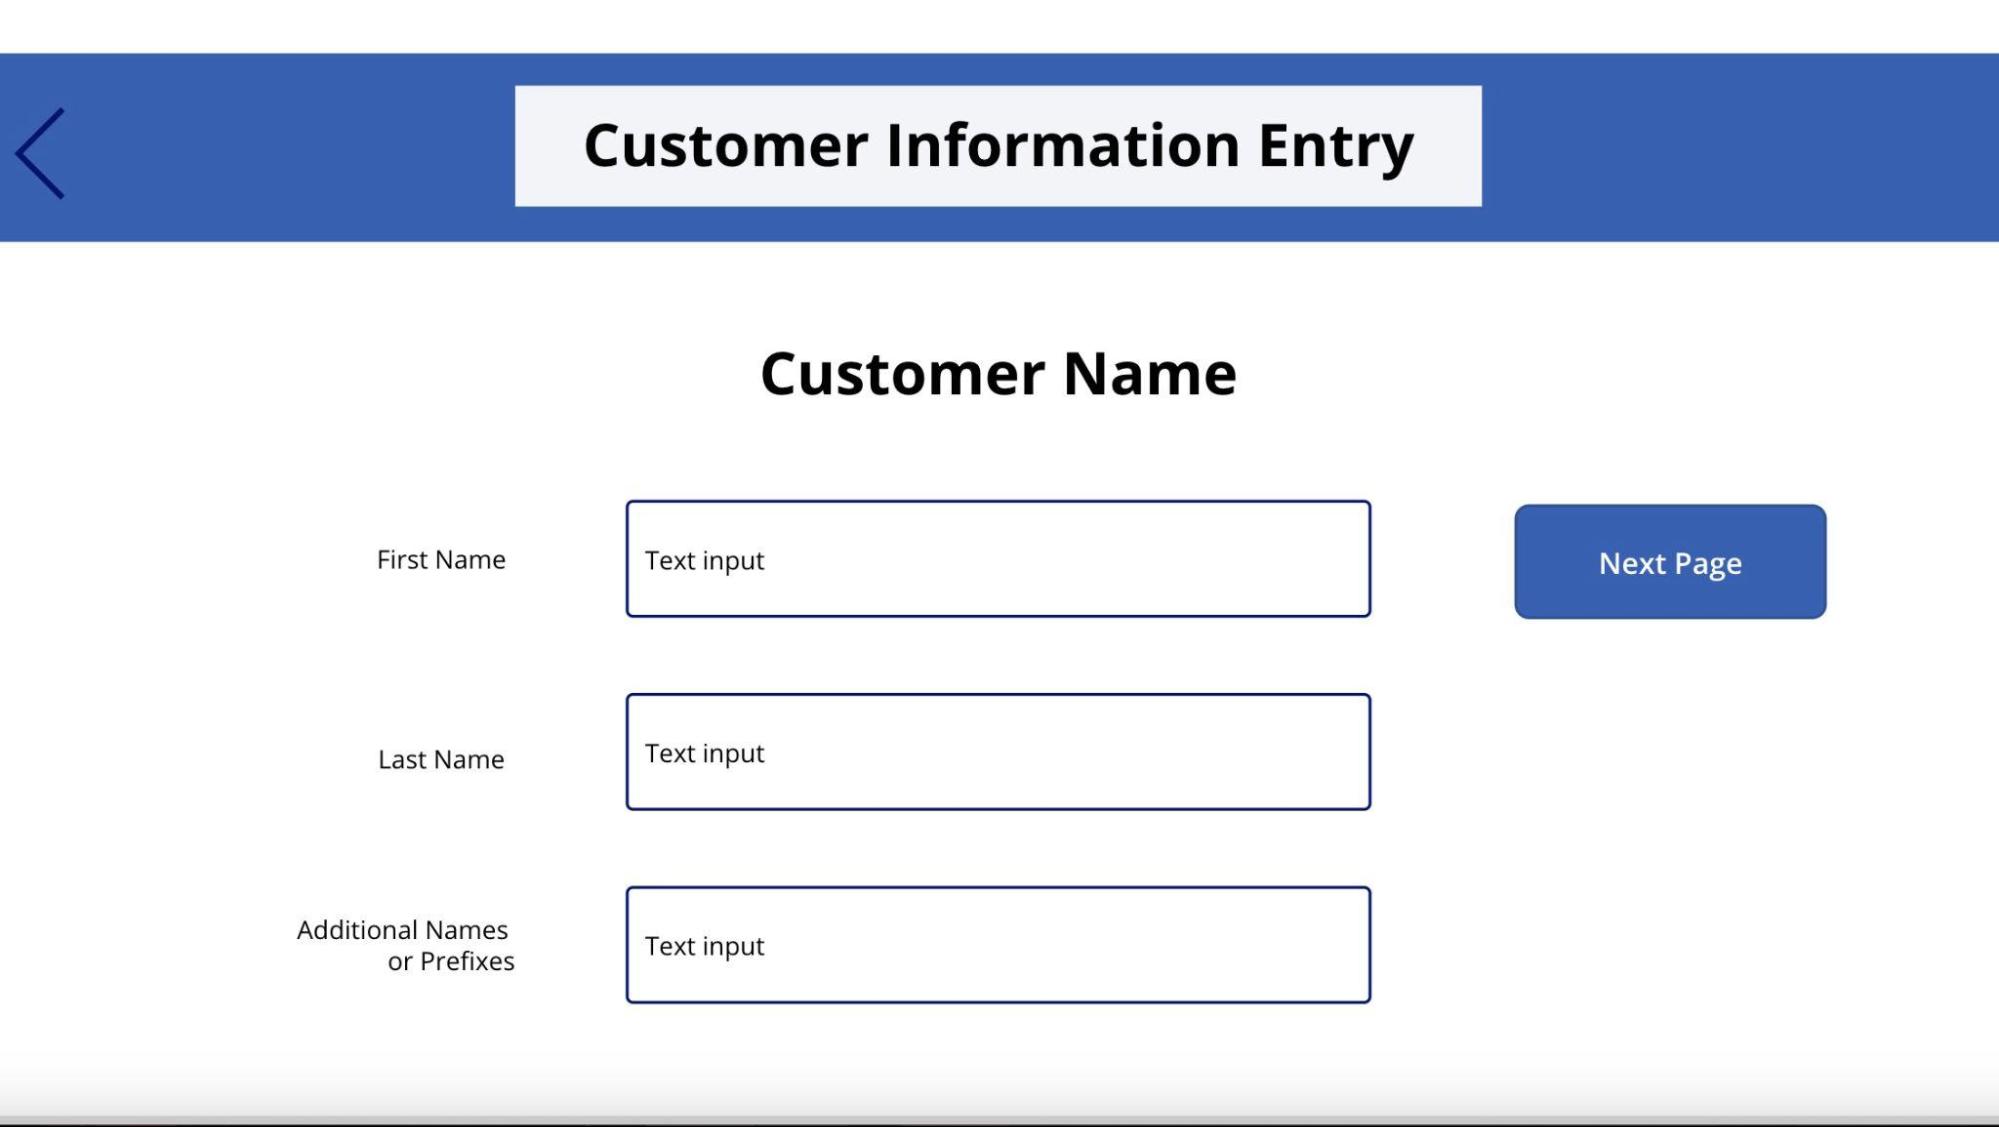 Customer Information Entry
Customer Name
First Name
Text input
Next Page
Last Name
Text input
Additional Names
or Prefixes
Text input